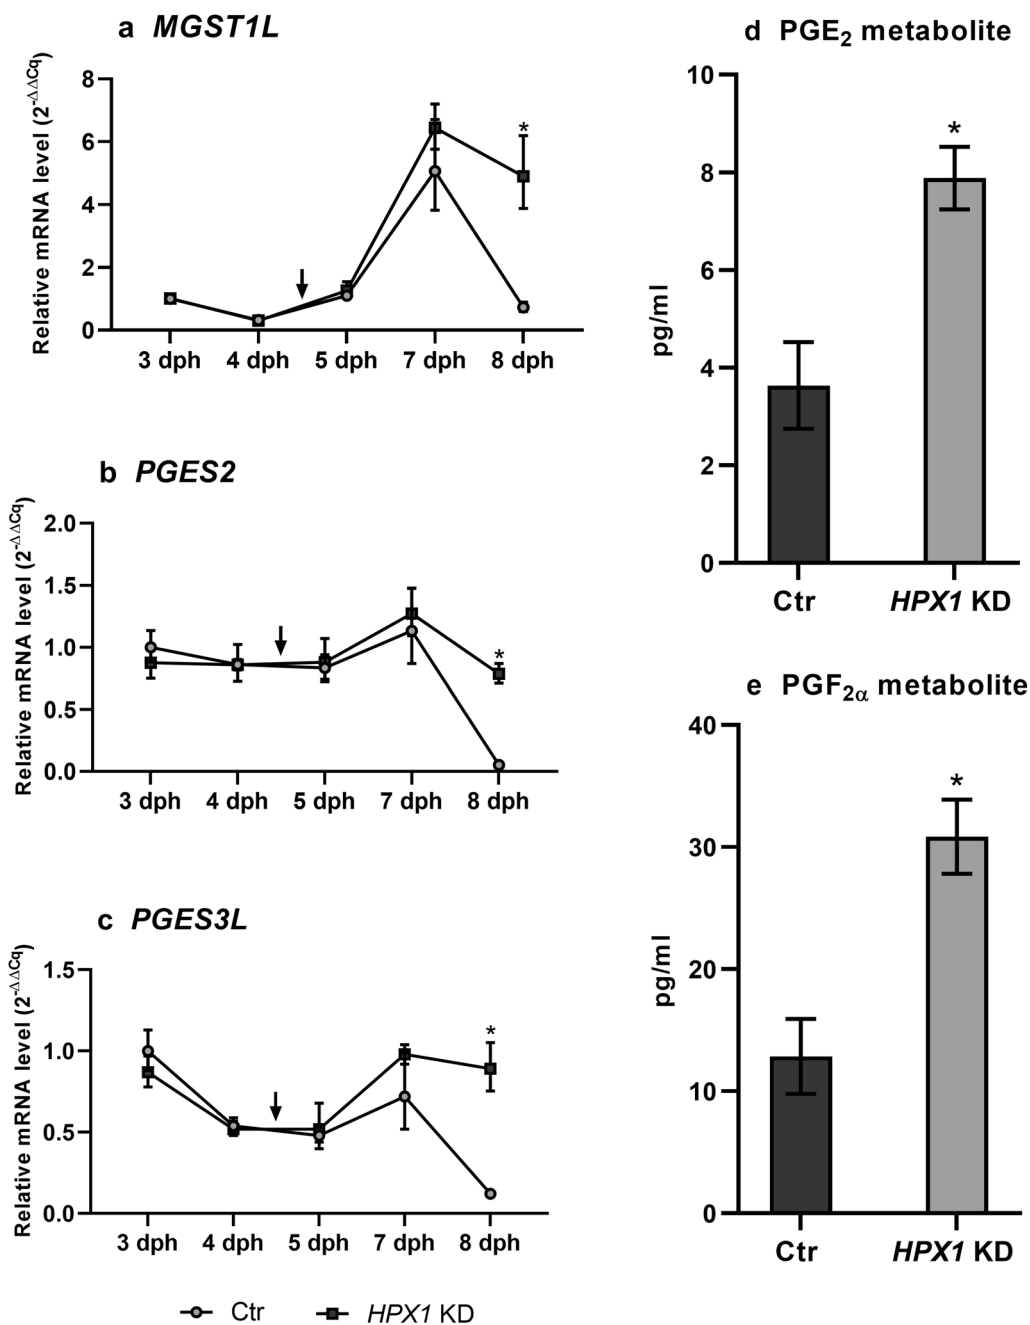 a MGST1L
Relative mRNA level (2^-ΔΔCq)
8
6
4
2
0
*
3 dph 4 dph 5 dph 7 dph 8 dph
b PGES2
Relative mRNA level (2^-ΔΔCq)
2.0
1.5
1.0
0.5
0.0
*
3 dph 4 dph 5 dph 7 dph 8 dph
c PGES3L
Relative mRNA level (2^-ΔΔCq)
1.5
1.0
0.5
0.0
*
3 dph 4 dph 5 dph 7 dph 8 dph
Ctr HPX1 KD
d PGE₂ metabolite
pg/ml
10
8
6
4
2
0
*
Ctr HPX1 KD
e PGF₂α metabolite
pg/ml
40
30
20
10
0
*
Ctr HPX1 KD